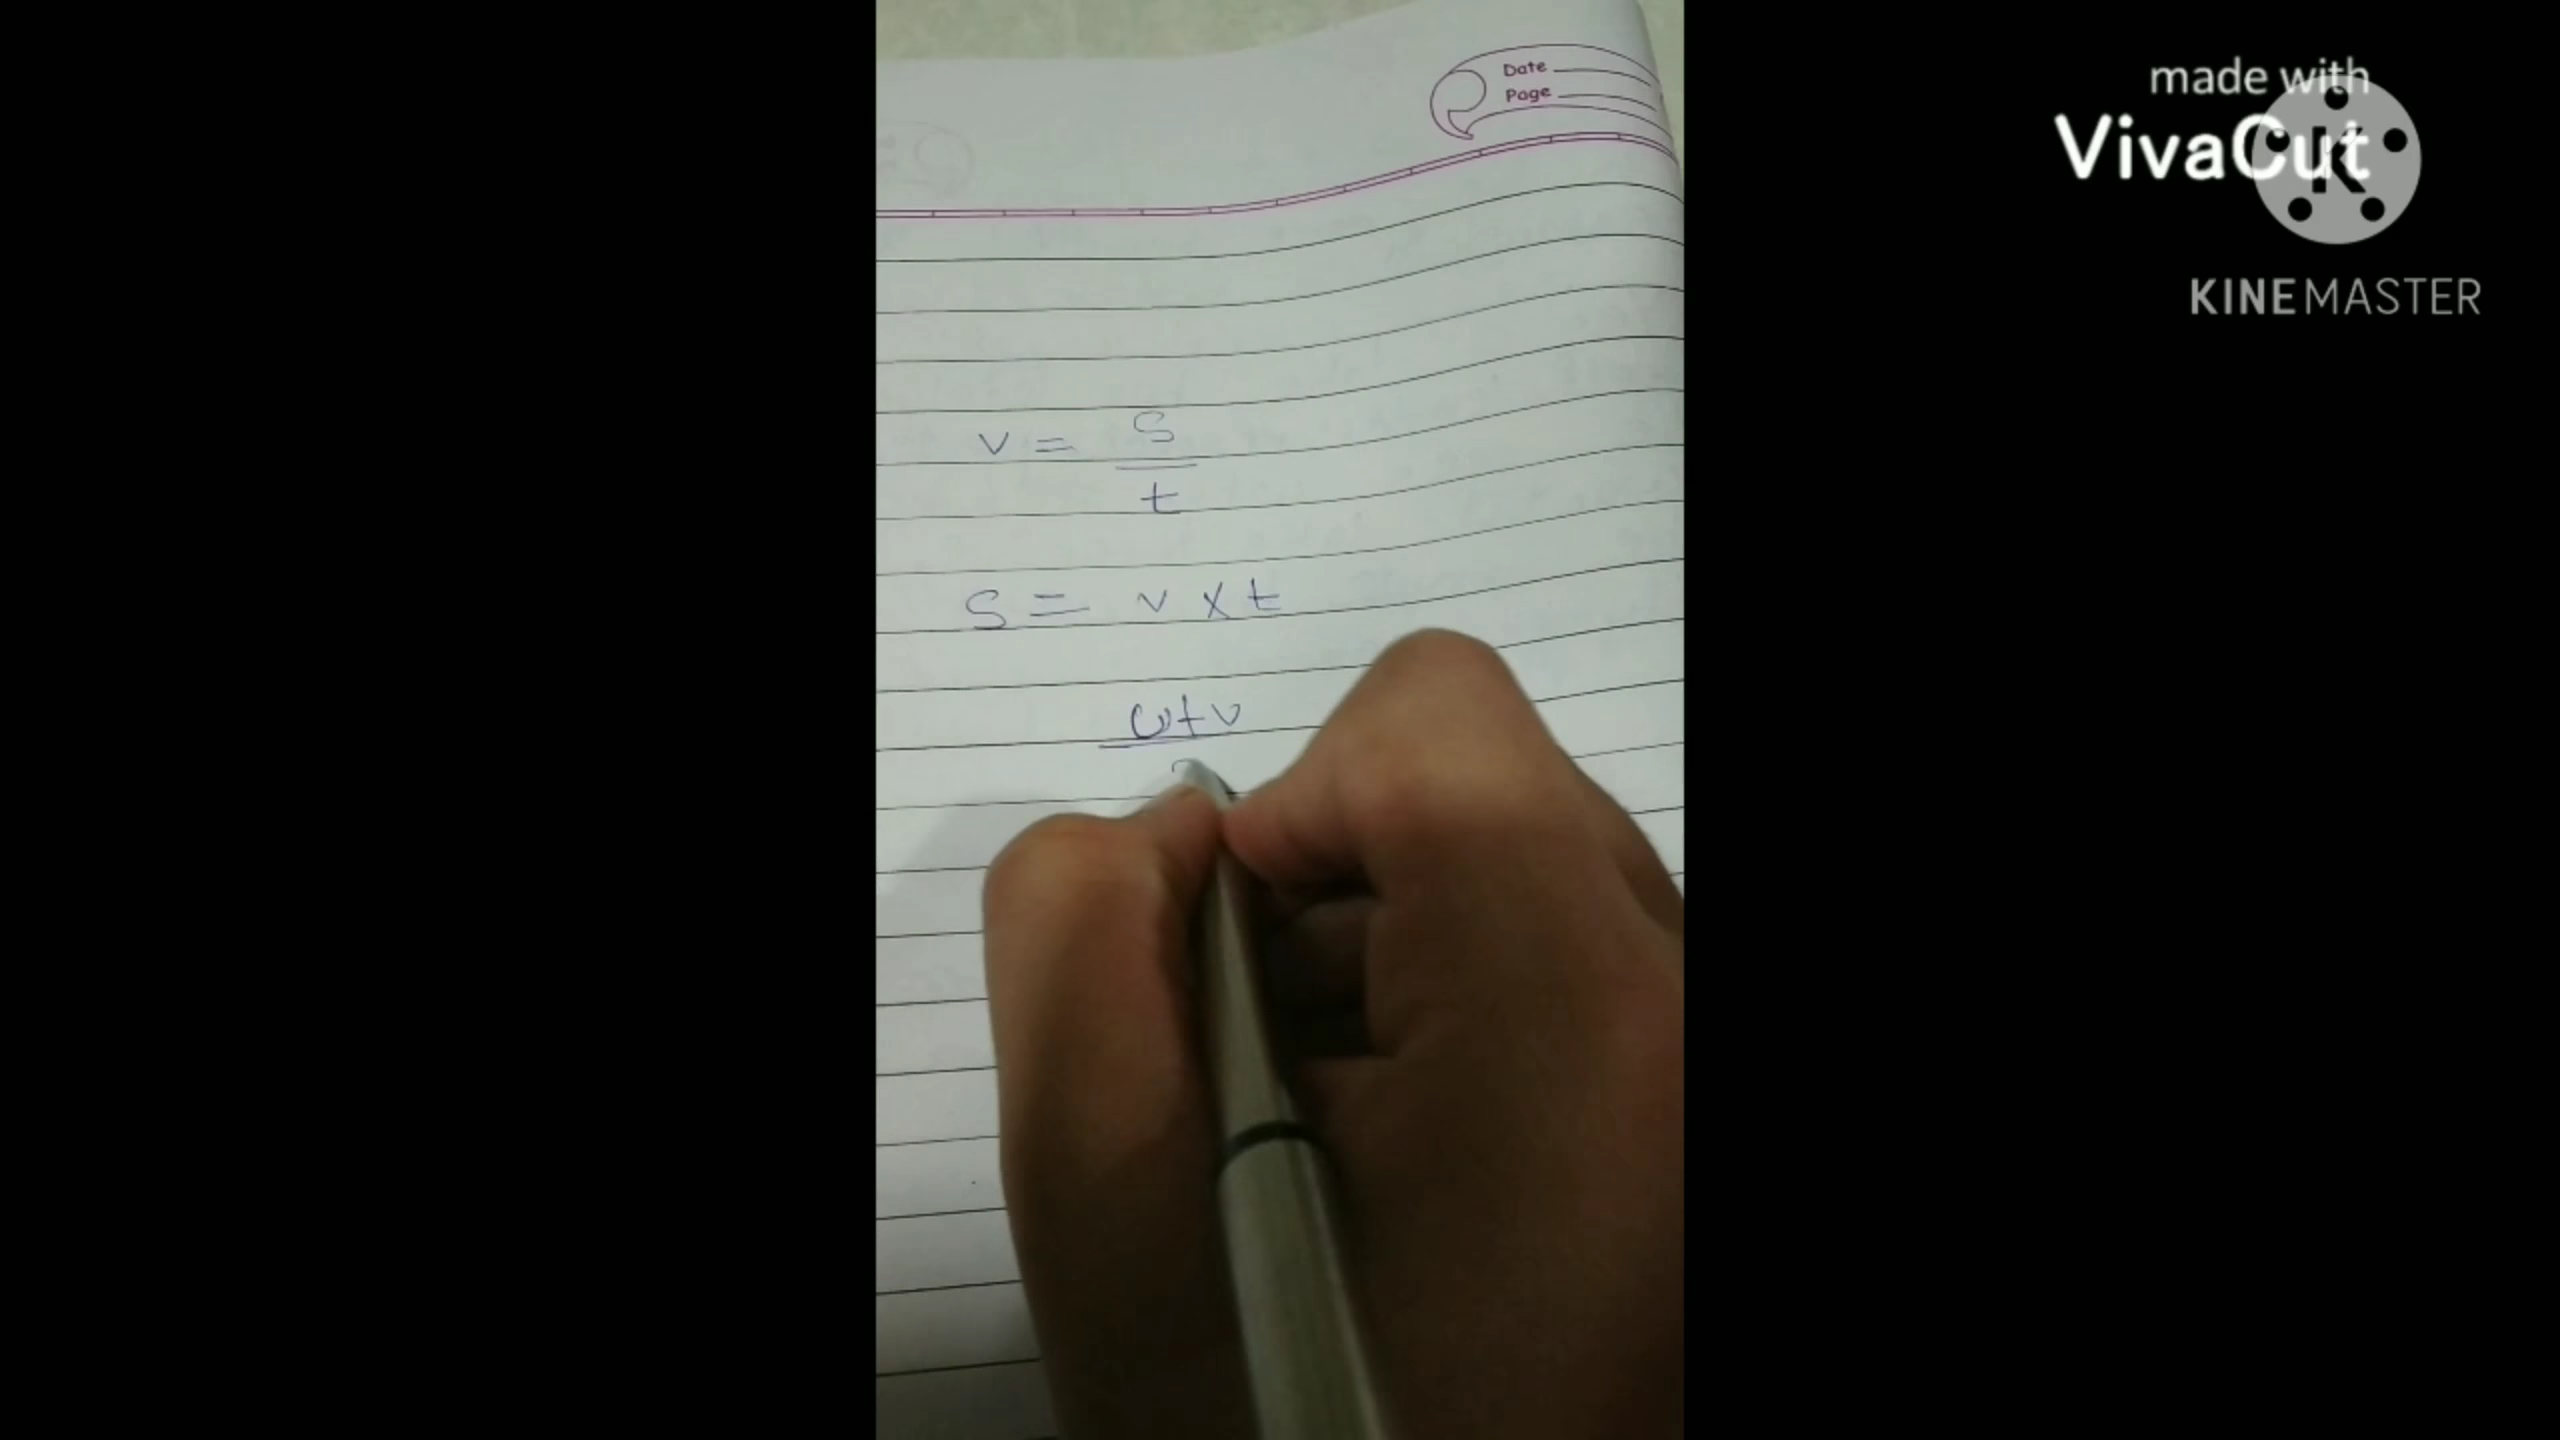 made with
VivaCut
K
KINEMASTER
Date
Page
v = S
t
S = v x t
u+v